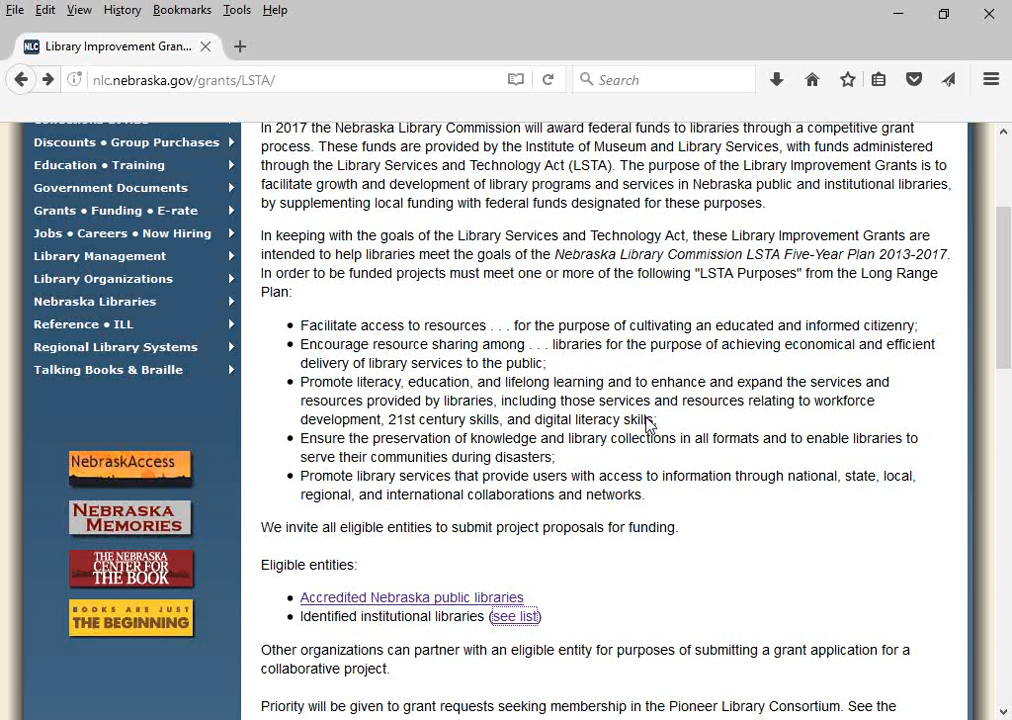 File Edit View History Bookmarks Tools Help
NLC Library Improvement Gran...
nlc.nebraska.gov/grants/LSTA/
Search
Discounts • Group Purchases
Education • Training
Government Documents
Grants • Funding • E-rate
Jobs • Careers • Now Hiring
Library Management
Library Organizations
Nebraska Libraries
Reference • ILL
Regional Library Systems
Talking Books & Braille
NebraskAccess
NEBRASKA
MEMORIES
THE NEBRASKA
CENTER FOR
THE BOOK
BOOKS ARE JUST
THE BEGINNING
In 2017 the Nebraska Library Commission will award federal funds to libraries through a competitive grant
process. These funds are provided by the Institute of Museum and Library Services, with funds administered
through the Library Services and Technology Act (LSTA). The purpose of the Library Improvement Grants is to
facilitate growth and development of library programs and services in Nebraska public and institutional libraries,
by supplementing local funding with federal funds designated for these purposes.
In keeping with the goals of the Library Services and Technology Act, these Library Improvement Grants are
intended to help libraries meet the goals of the Nebraska Library Commission LSTA Five-Year Plan 2013-2017.
In order to be funded projects must meet one or more of the following "LSTA Purposes" from the Long Range
Plan:
• Facilitate access to resources . . . for the purpose of cultivating an educated and informed citizenry;
• Encourage resource sharing among . . . libraries for the purpose of achieving economical and efficient
delivery of library services to the public;
• Promote literacy, education, and lifelong learning and to enhance and expand the services and
resources provided by libraries, including those services and resources relating to workforce
development, 21st century skills, and digital literacy skills;
• Ensure the preservation of knowledge and library collections in all formats and to enable libraries to
serve their communities during disasters;
• Promote library services that provide users with access to information through national, state, local,
regional, and international collaborations and networks.
We invite all eligible entities to submit project proposals for funding.
Eligible entities:
• Accredited Nebraska public libraries
• Identified institutional libraries (see list)
Other organizations can partner with an eligible entity for purposes of submitting a grant application for a
collaborative project.
Priority will be given to grant requests seeking membership in the Pioneer Library Consortium. See the